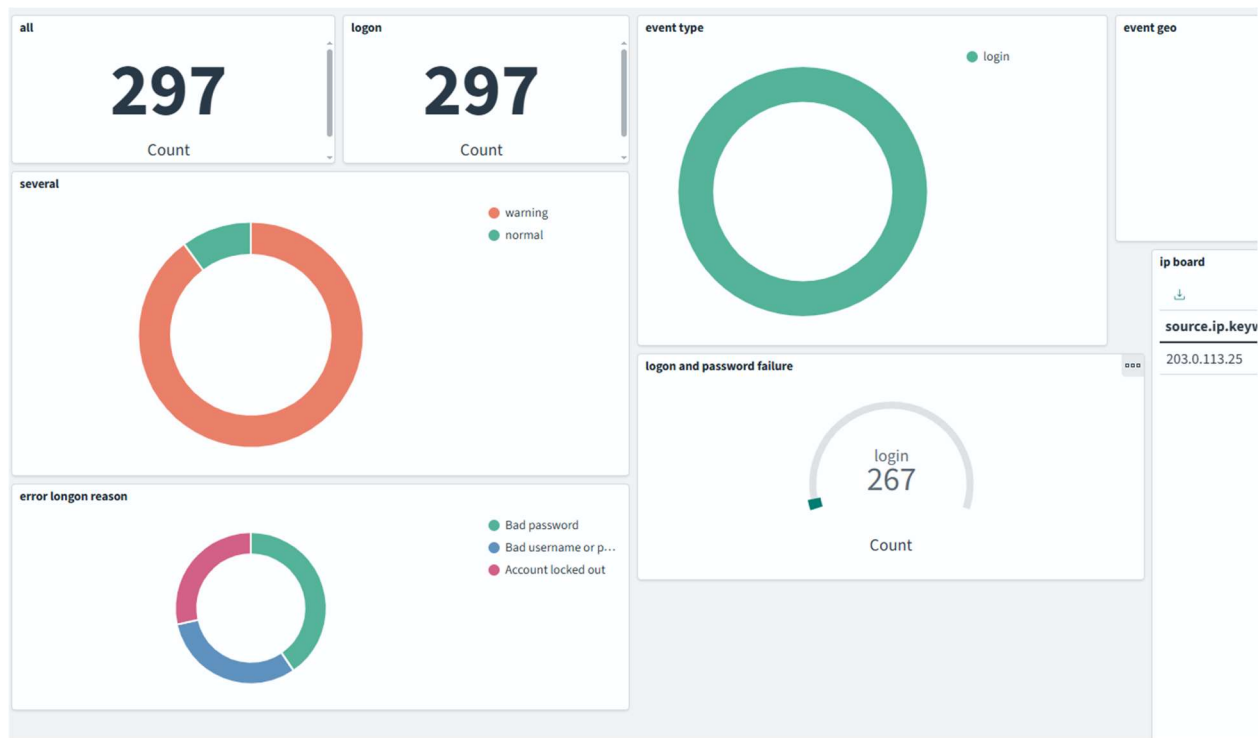 all
297
Count
logon
297
Count
event type
login
event geo
several
warning
normal
ip board
source.ip.keyw
203.0.113.25
logon and password failure
login
267
Count
error longon reason
Bad password
Bad username or p...
Account locked out